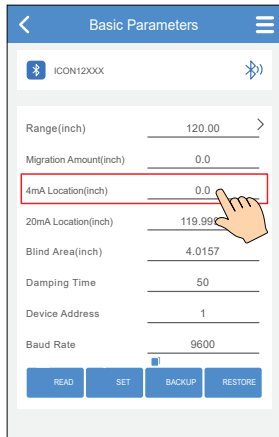 Basic Parameters
ICON12XXX
Range(inch) 120.00
Migration Amount(inch) 0.0
4mA Location(inch) 0.0
20mA Location(inch) 119.999
Blind Area(inch) 4.0157
Damping Time 50
Device Address 1
Baud Rate 9600
READ SET BACKUP RESTORE